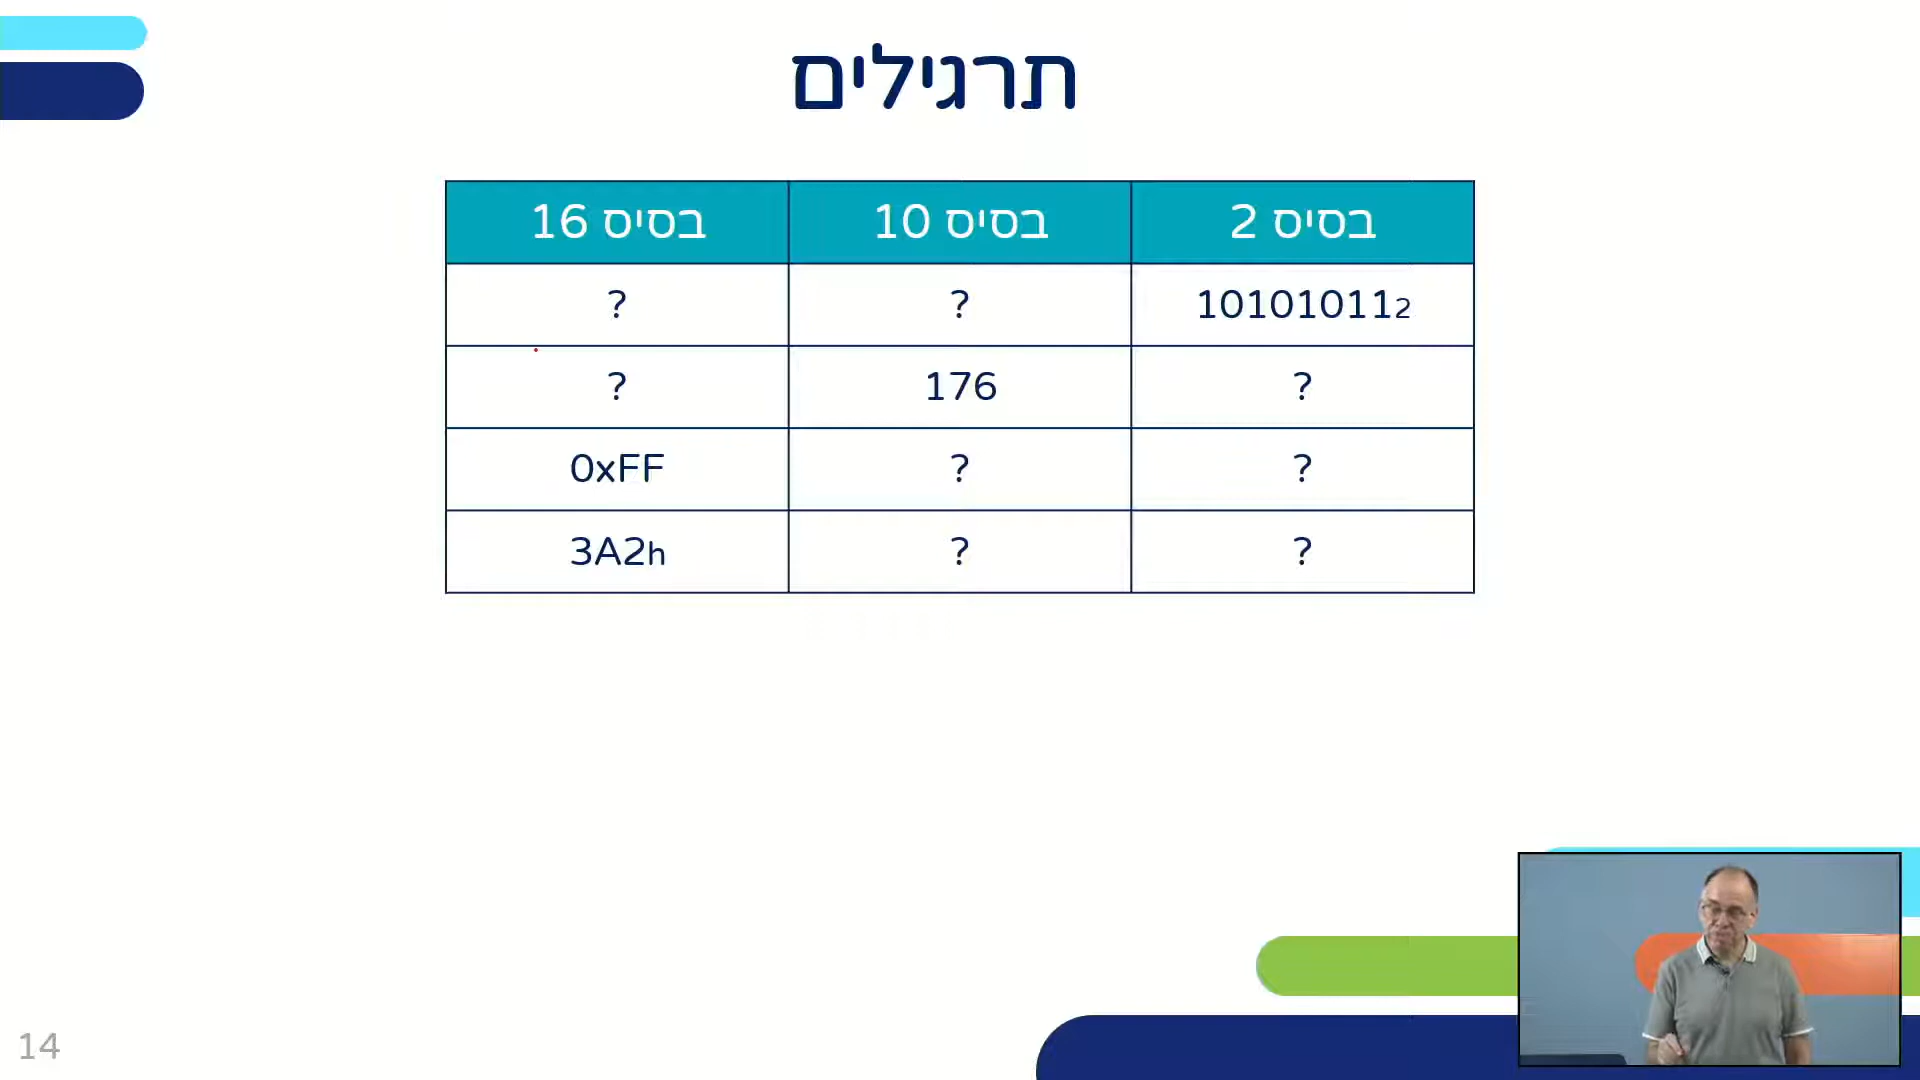 תרגילים
בסיס 2 בסיס 10 בסיס 16
10101011₂ ? ?
? 176 ?
? ? 0xFF
? ? 3A2h
14